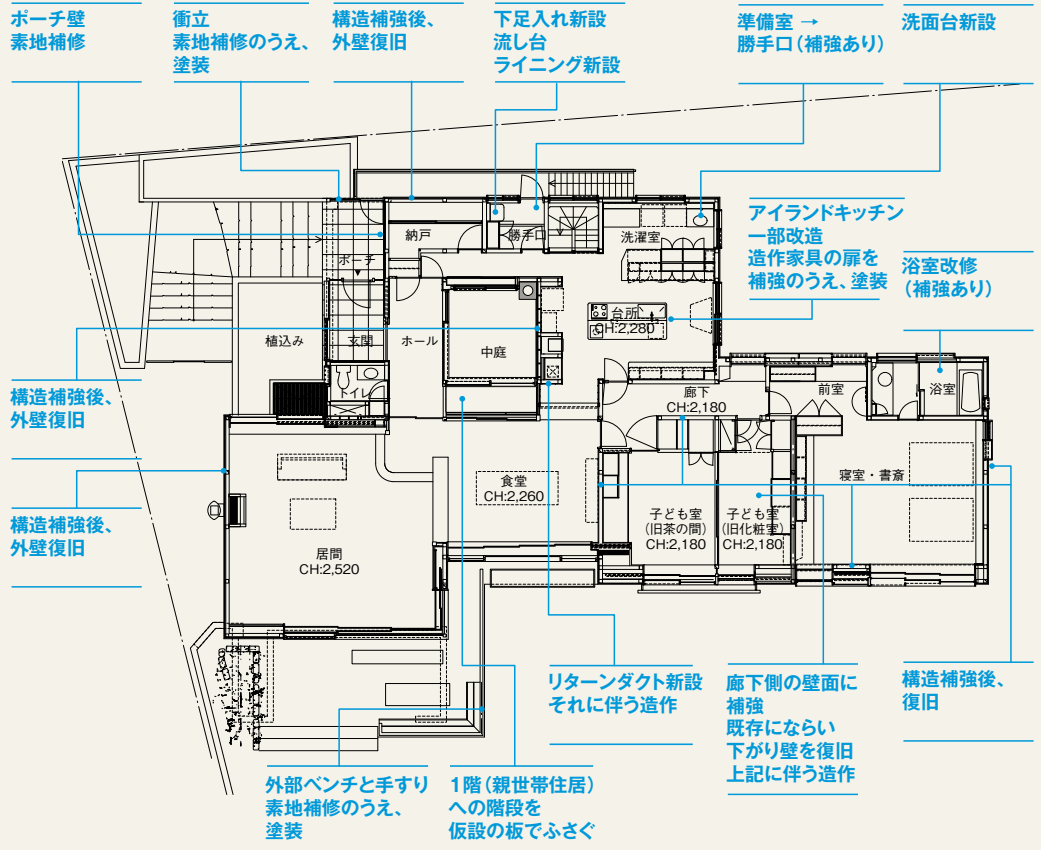 ポーチ壁
素地補修
衝立
素地補修のうえ、
塗装
構造補強後、
外壁復旧
下足入れ新設
流し台
ライニング新設
準備室 →
勝手口（補強あり）
洗面台新設
アイランドキッチン
一部改造
造作家具の扉を
補強のうえ、塗装
浴室改修
（補強あり）
納戸
勝手口
洗濯室
ポーチ
台所
CH:2,280
植込み
玄関
ホール
中庭
トイレ
廊下
CH:2,180
前室
浴室
構造補強後、
外壁復旧
食堂
CH:2,260
寝室・書斎
子ども室
（旧茶の間）
CH:2,180
子ども室
（旧化粧室）
CH:2,180
構造補強後、
外壁復旧
居間
CH:2,520
リターンダクト新設
それに伴う造作
廊下側の壁面に
補強
既存にならい
下がり壁を復旧
上記に伴う造作
構造補強後、
復旧
外部ベンチと手すり
素地補修のうえ、
塗装
1階（親世帯住居）
への階段を
仮設の板でふさぐ